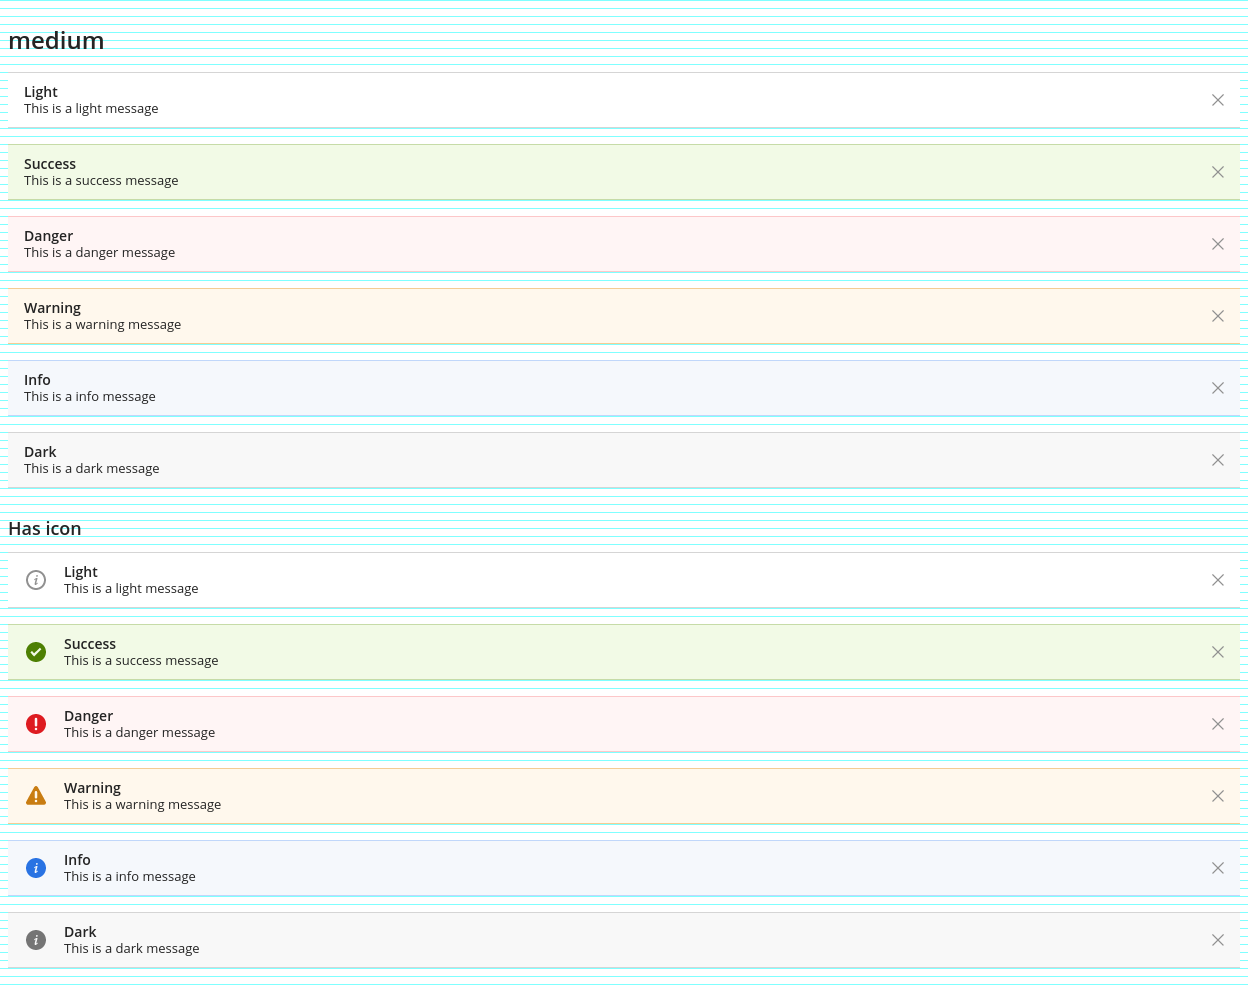 medium
Light
This is a light message
Success
This is a success message
Danger
This is a danger message
Warning
This is a warning message
Info
This is a info message
Dark
This is a dark message
Has icon
Light
This is a light message
Success
This is a success message
Danger
This is a danger message
Warning
This is a warning message
Info
This is a info message
Dark
This is a dark message